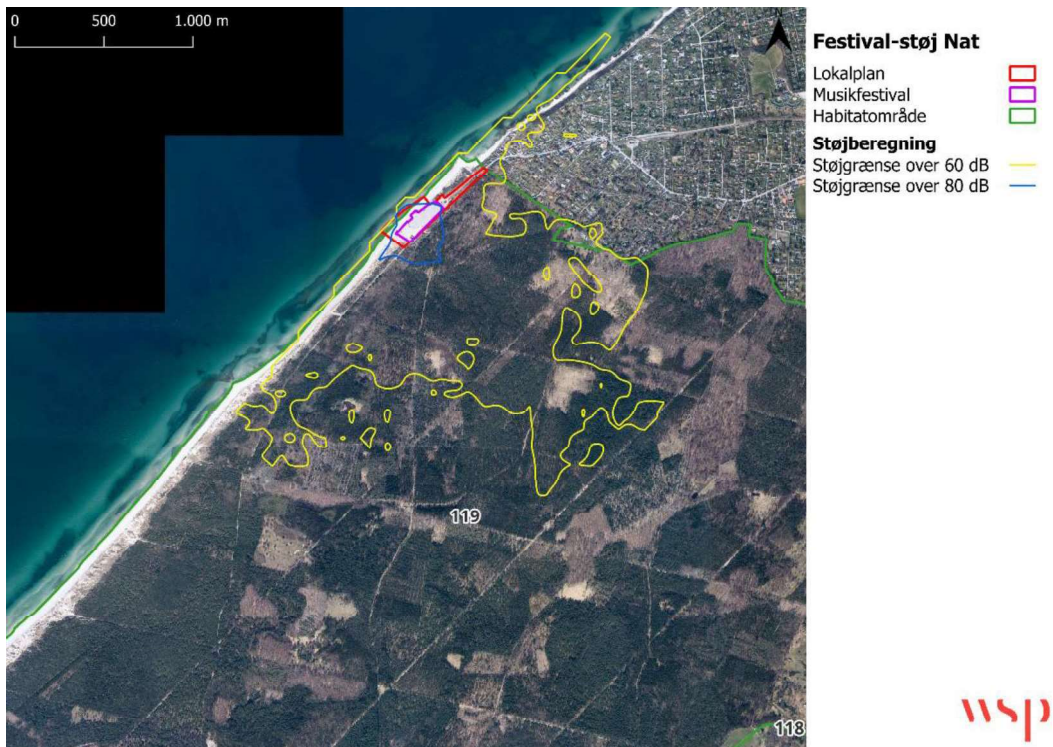 0 500 1.000 m
Festival-støj Nat
Lokalplan
Musikfestival
Habitatområde
Støjberegning
Støjgrænse over 60 dB
Støjgrænse over 80 dB
119
118
wsp